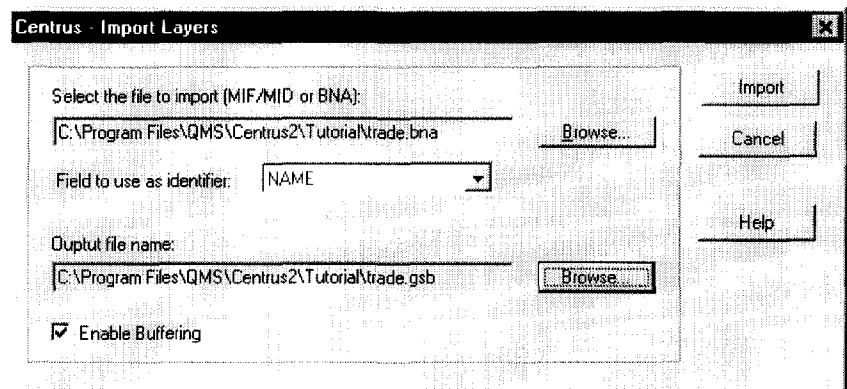 Centrus - Import Layers
Select the file to import (MIF/MID or BNA):
C:\Program Files\QMS\Centrus2\Tutorial\trade.bna
Browse...
Import
Cancel
Field to use as identifier:
NAME
Help
Ouptut file name:
C:\Program Files\QMS\Centrus2\Tutorial\trade.gsb
Browse...
Enable Buffering